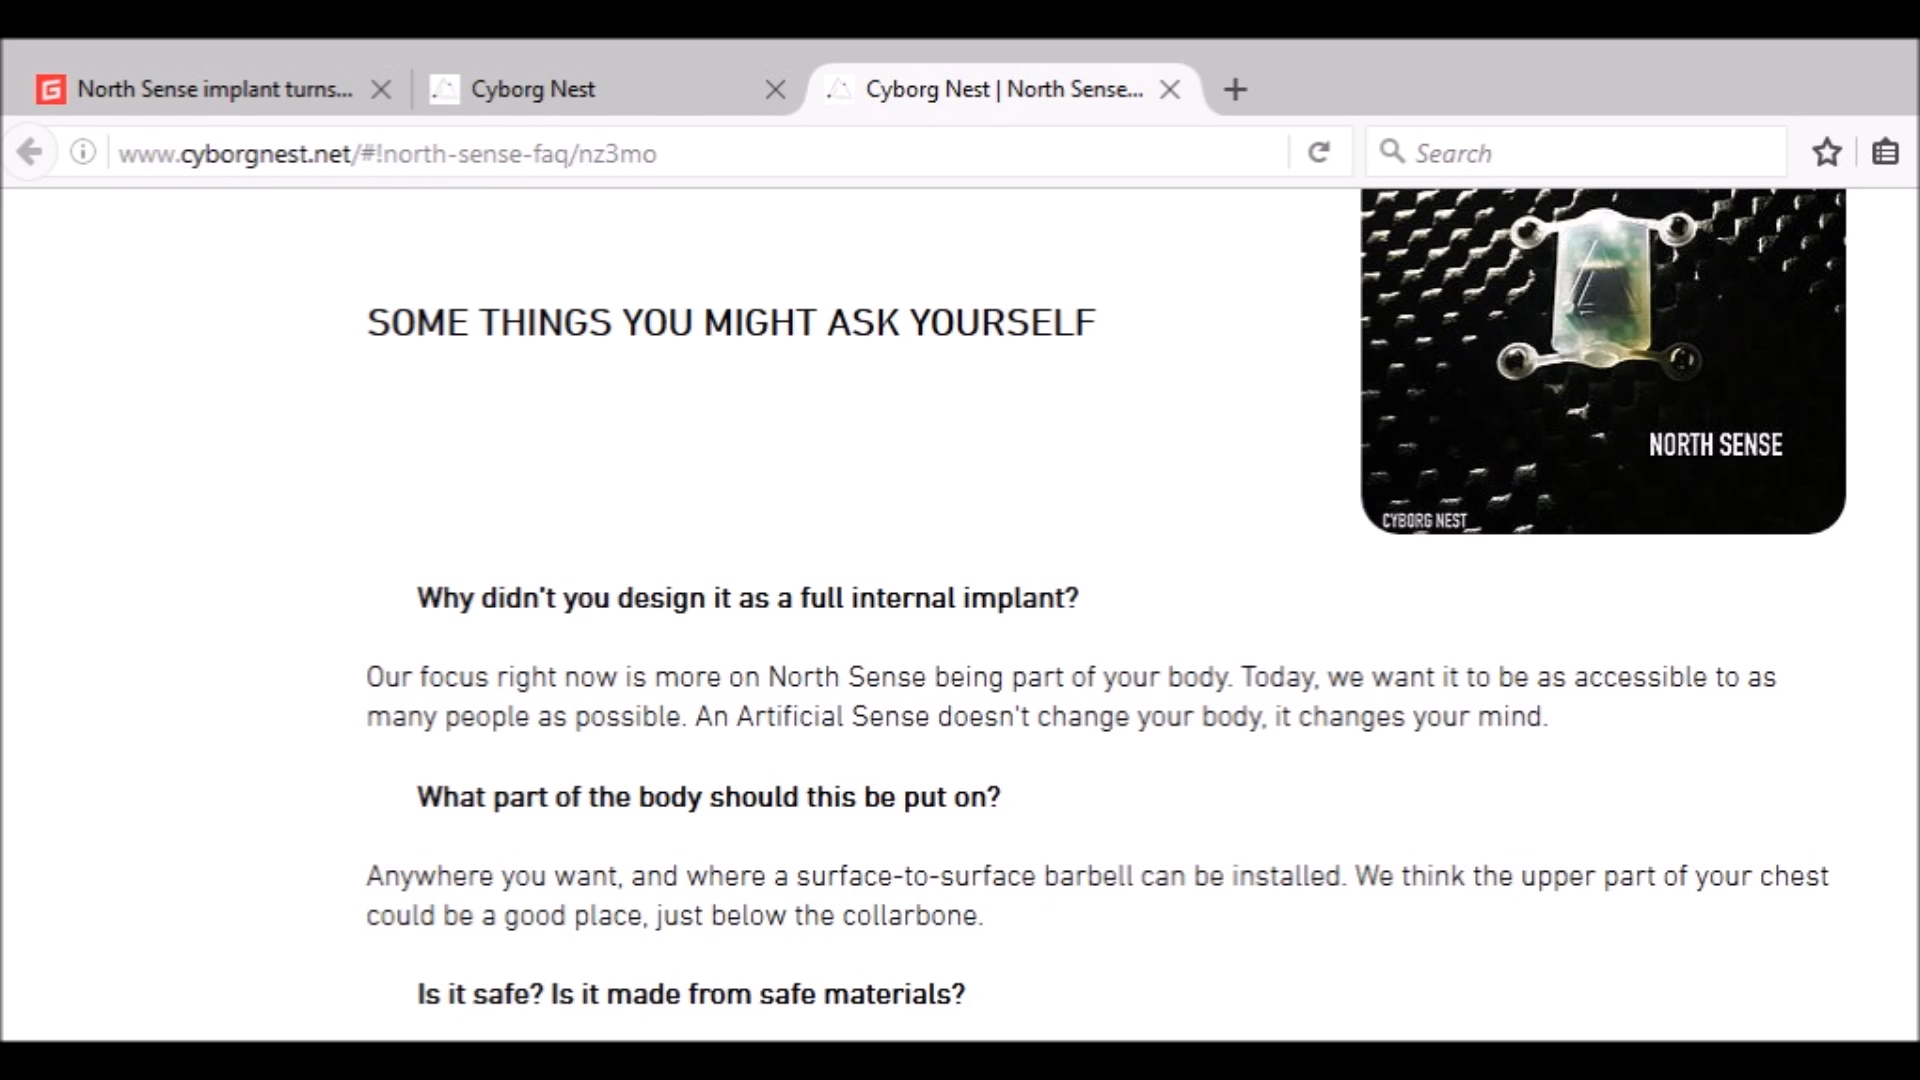 North Sense implant turns...
Cyborg Nest
Cyborg Nest | North Sense...
www.cyborgnest.net/#!north-sense-faq/nz3mo
Search
NORTH SENSE
CYBORG NEST
SOME THINGS YOU MIGHT ASK YOURSELF
Why didn't you design it as a full internal implant?
Our focus right now is more on North Sense being part of your body. Today, we want it to be as accessible to as
many people as possible. An Artificial Sense doesn't change your body, it changes your mind.
What part of the body should this be put on?
Anywhere you want, and where a surface-to-surface barbell can be installed. We think the upper part of your chest
could be a good place, just below the collarbone.
Is it safe? Is it made from safe materials?